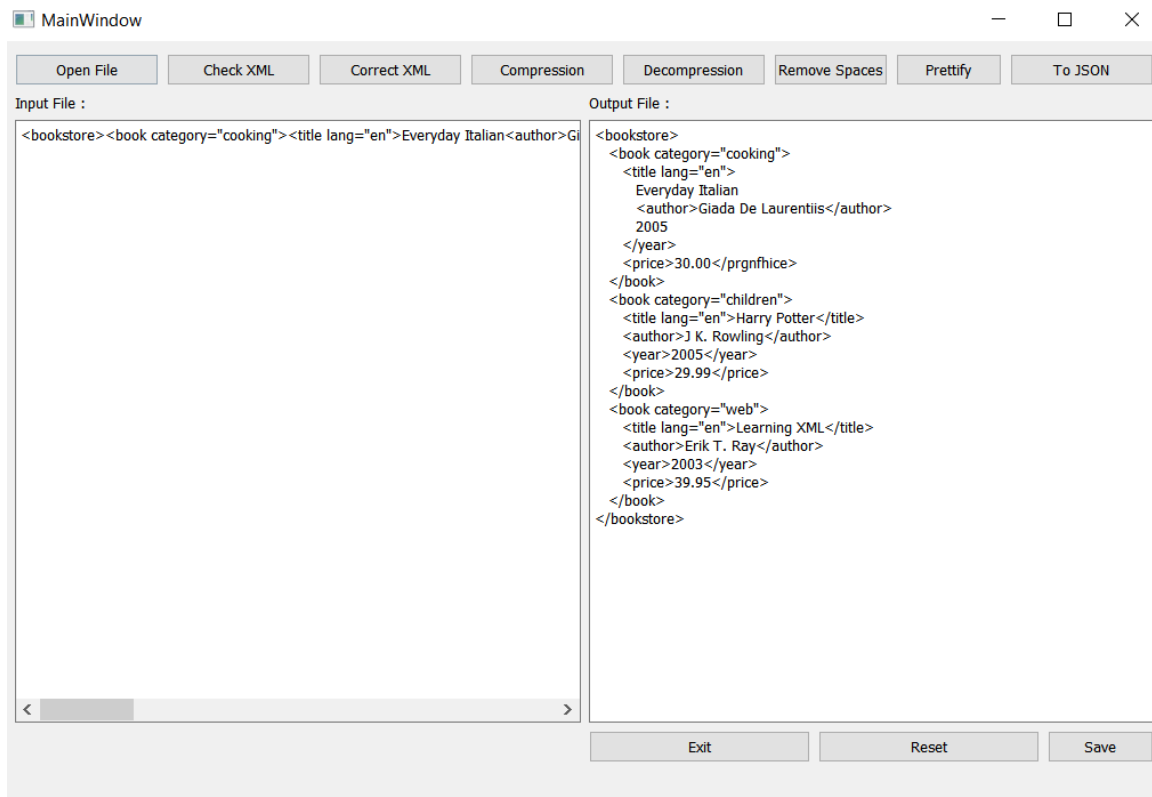 MainWindow
Open File Check XML Correct XML Compression Decompression Remove Spaces Prettify To JSON
Input File :
<bookstore><book category="cooking"><title lang="en">Everyday Italian<author>Gi
Output File :
<bookstore>
<book category="cooking">
<title lang="en">
Everyday Italian
<author>Giada De Laurentiis</author>
2005
</year>
<price>30.00</prgnfhice>
</book>
<book category="children">
<title lang="en">Harry Potter</title>
<author>J K. Rowling</author>
<year>2005</year>
<price>29.99</price>
</book>
<book category="web">
<title lang="en">Learning XML</title>
<author>Erik T. Ray</author>
<year>2003</year>
<price>39.95</price>
</book>
</bookstore>
Exit Reset Save